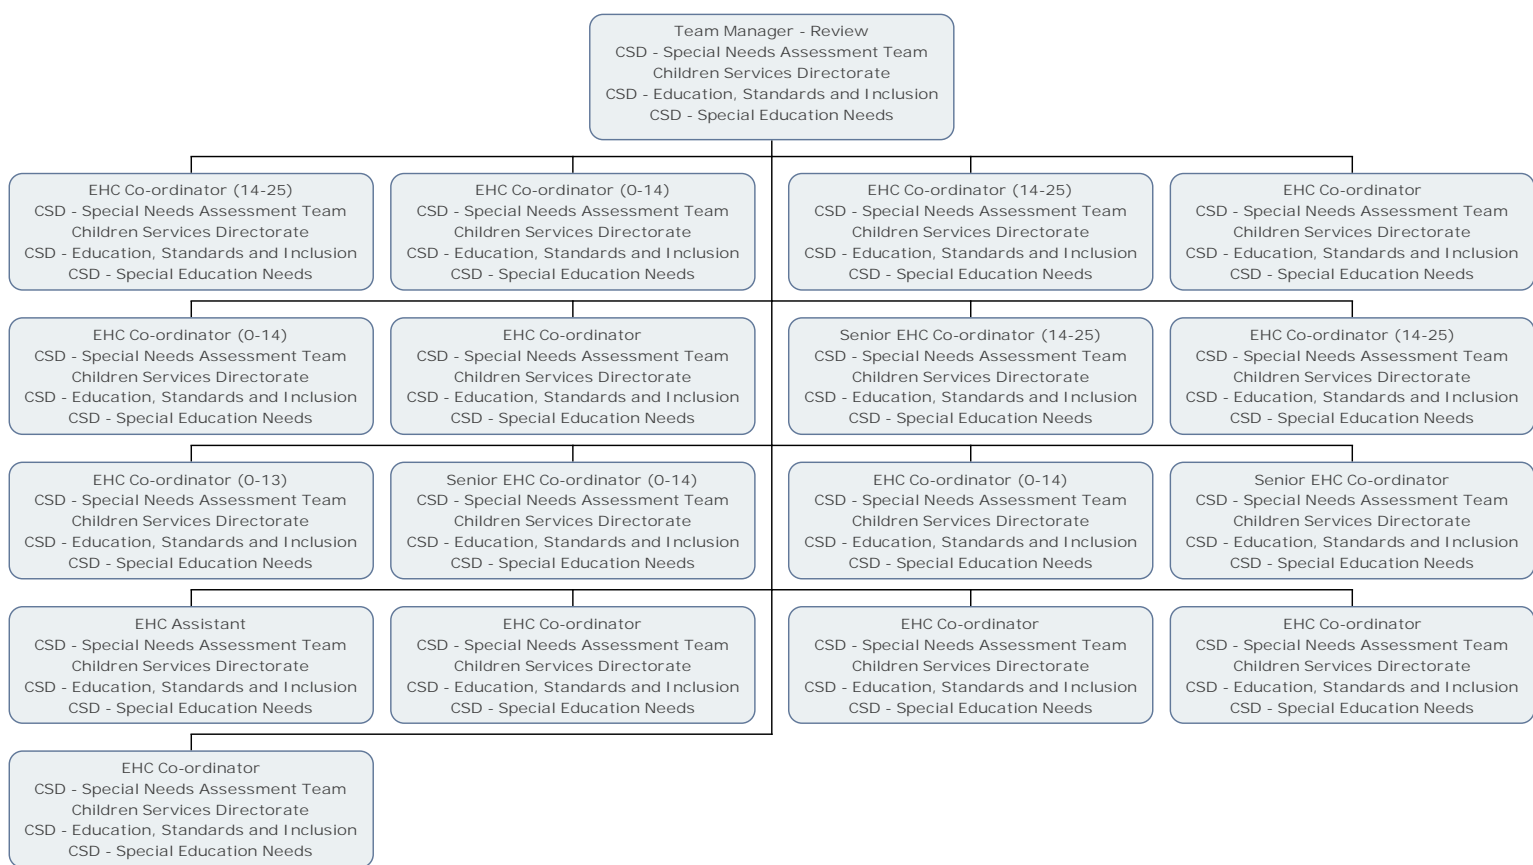 Team Manager - Review
CSD - Special Needs Assessment Team
Children Services Directorate
CSD - Education, Standards and Inclusion
CSD - Special Education Needs
EHC Co-ordinator (14-25)
CSD - Special Needs Assessment Team
Children Services Directorate
CSD - Education, Standards and Inclusion
CSD - Special Education Needs
EHC Co-ordinator (0-14)
CSD - Special Needs Assessment Team
Children Services Directorate
CSD - Education, Standards and Inclusion
CSD - Special Education Needs
EHC Co-ordinator (14-25)
CSD - Special Needs Assessment Team
Children Services Directorate
CSD - Education, Standards and Inclusion
CSD - Special Education Needs
EHC Co-ordinator
CSD - Special Needs Assessment Team
Children Services Directorate
CSD - Education, Standards and Inclusion
CSD - Special Education Needs
EHC Co-ordinator (0-14)
CSD - Special Needs Assessment Team
Children Services Directorate
CSD - Education, Standards and Inclusion
CSD - Special Education Needs
EHC Co-ordinator
CSD - Special Needs Assessment Team
Children Services Directorate
CSD - Education, Standards and Inclusion
CSD - Special Education Needs
Senior EHC Co-ordinator (14-25)
CSD - Special Needs Assessment Team
Children Services Directorate
CSD - Education, Standards and Inclusion
CSD - Special Education Needs
EHC Co-ordinator (14-25)
CSD - Special Needs Assessment Team
Children Services Directorate
CSD - Education, Standards and Inclusion
CSD - Special Education Needs
EHC Co-ordinator (0-13)
CSD - Special Needs Assessment Team
Children Services Directorate
CSD - Education, Standards and Inclusion
CSD - Special Education Needs
Senior EHC Co-ordinator (0-14)
CSD - Special Needs Assessment Team
Children Services Directorate
CSD - Education, Standards and Inclusion
CSD - Special Education Needs
EHC Co-ordinator (0-14)
CSD - Special Needs Assessment Team
Children Services Directorate
CSD - Education, Standards and Inclusion
CSD - Special Education Needs
Senior EHC Co-ordinator
CSD - Special Needs Assessment Team
Children Services Directorate
CSD - Education, Standards and Inclusion
CSD - Special Education Needs
EHC Assistant
CSD - Special Needs Assessment Team
Children Services Directorate
CSD - Education, Standards and Inclusion
CSD - Special Education Needs
EHC Co-ordinator
CSD - Special Needs Assessment Team
Children Services Directorate
CSD - Education, Standards and Inclusion
CSD - Special Education Needs
EHC Co-ordinator
CSD - Special Needs Assessment Team
Children Services Directorate
CSD - Education, Standards and Inclusion
CSD - Special Education Needs
EHC Co-ordinator
CSD - Special Needs Assessment Team
Children Services Directorate
CSD - Education, Standards and Inclusion
CSD - Special Education Needs
EHC Co-ordinator
CSD - Special Needs Assessment Team
Children Services Directorate
CSD - Education, Standards and Inclusion
CSD - Special Education Needs